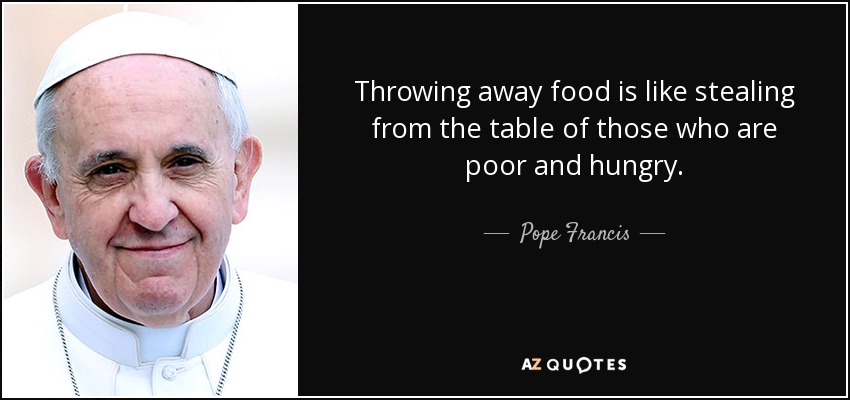 Throwing away food is like stealing
from the table of those who are
poor and hungry.
Pope Francis
AZ QUOTES